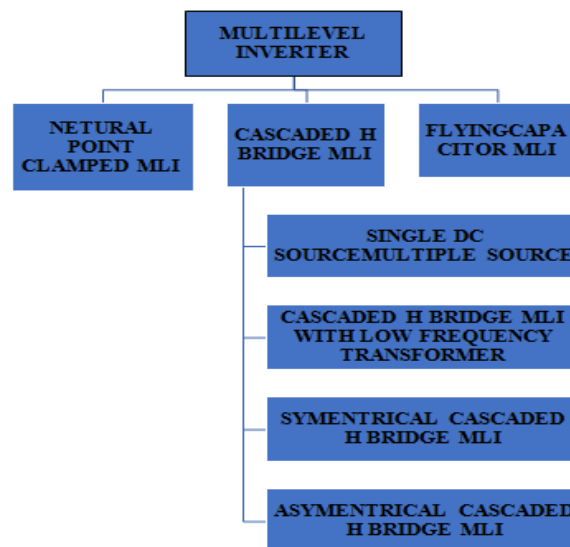 MULTILEVEL
INVERTER
NETURAL
POINT
CLAMPED MLI
CASCADED H
BRIDGE MLI
FLYINGCAPA
CITOR MLI
SINGLE DC
SOURCEMULTIPLE SOURCE
CASCADED H BRIDGE MLI
WITH LOW FREQUENCY
TRANSFORMER
SYMENTRICAL CASCADED
H BRIDGE MLI
ASYMENTRICAL CASCADED
H BRIDGE MLI